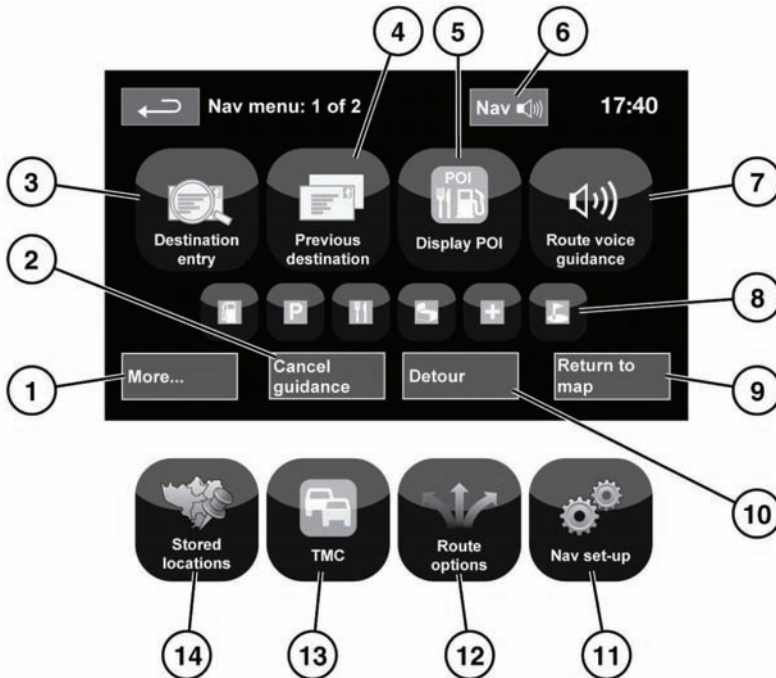 4
5
6
Nav menu: 1 of 2
Nav
17:40
3
POI
7
Destination
entry
Previous
destination
Display POI
Route voice
guidance
2
P
8
1
More...
Cancel
guidance
Detour
Return to
map
9
10
Stored
locations
TMC
Route
options
Nav set-up
14
13
12
11